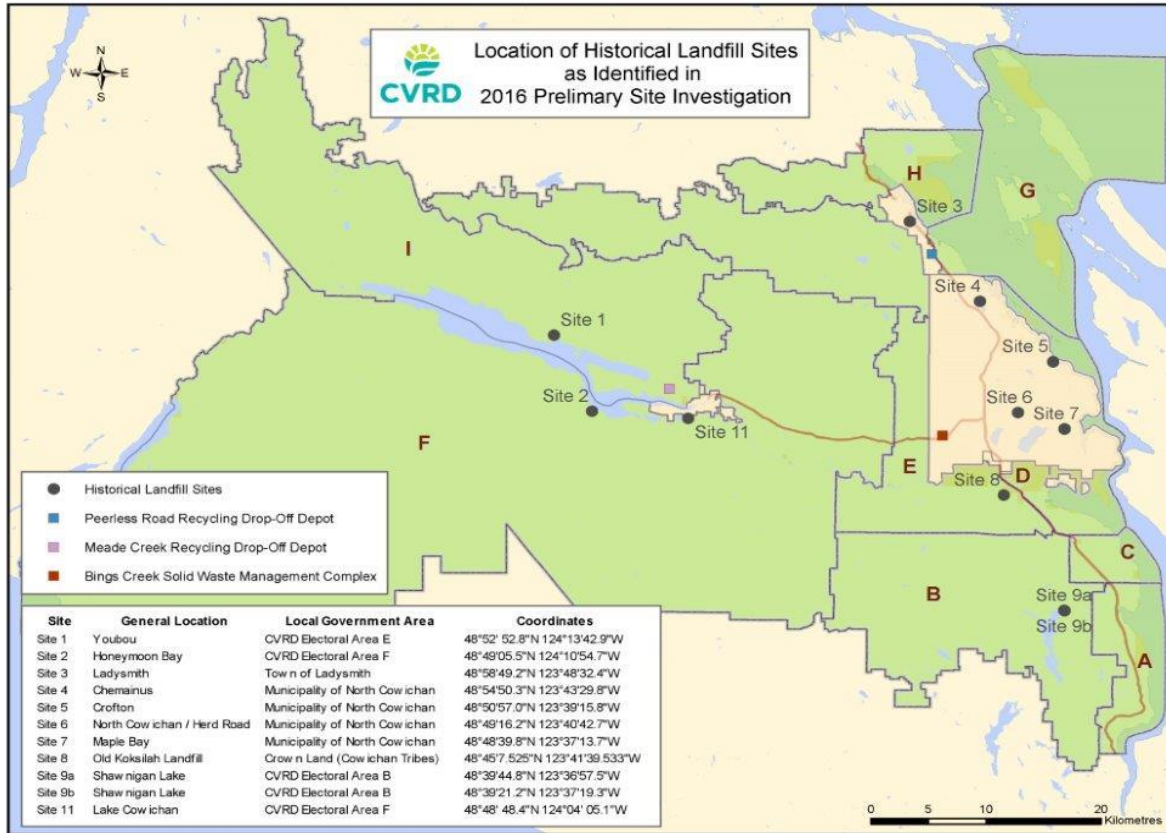 N
W E
S
CVRD
Location of Historical Landfill Sites
as Identified in
2016 Prelimary Site Investigation
H
G
Site 3
I
Site 4
Site 1
Site 5
Site 2
Site 6
Site 7
Site 11
F
E
D
Site 8
C
B
Site 9a
Site 9b
A
Historical Landfill Sites
Peerless Road Recycling Drop-Off Depot
Meade Creek Recycling Drop-Off Depot
Bings Creek Solid Waste Management Complex
Site General Location Local Government Area Coordinates
Site 1 Youbou CVRD Electoral Area E 48°52' 52.8"N 124°13'42.9"W
Site 2 Honeymoon Bay CVRD Electoral Area F 48°49'05.5"N 124°10'54.7"W
Site 3 Ladysmith Town of Ladysmith 48°58'49.2"N 123°48'32.4"W
Site 4 Chemainus Municipality of North Cowichan 48°54'50.3"N 123°43'29.8"W
Site 5 Crofton Municipality of North Cowichan 48°50'57.0"N 123°39'15.8"W
Site 6 North Cowichan / Herd Road Municipality of North Cowichan 48°49'16.2"N 123°40'42.7"W
Site 7 Maple Bay Municipality of North Cowichan 48°48'39.8"N 123°37'13.7"W
Site 8 Old Koksilah Landfill Crown Land (Cowichan Tribes) 48°45'7.525"N 123°41'39.533"W
Site 9a Shawnigan Lake CVRD Electoral Area B 48°39'44.8"N 123°36'57.5"W
Site 9b Shawnigan Lake CVRD Electoral Area B 48°39'21.2"N 123°37'19.3"W
Site 11 Lake Cowichan CVRD Electoral Area F 48°48' 48.4"N 124°04' 05.1"W
0 5 10 20
Kilometres